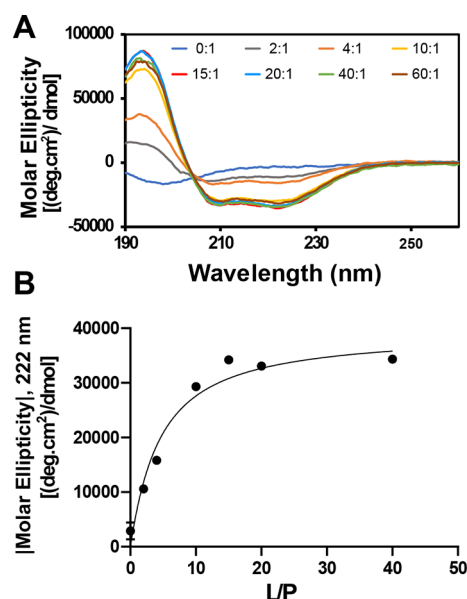 A
Molar Ellipticity
[(deg.cm²)/ dmol]
100000
50000
0
-50000
0:1 2:1 4:1 10:1
15:1 20:1 40:1 60:1
190 210 230 250
Wavelength (nm)
B
|Molar Ellipticity|, 222 nm
[(deg.cm²)/dmol]
40000
30000
20000
10000
0
0 10 20 30 40 50
L/P